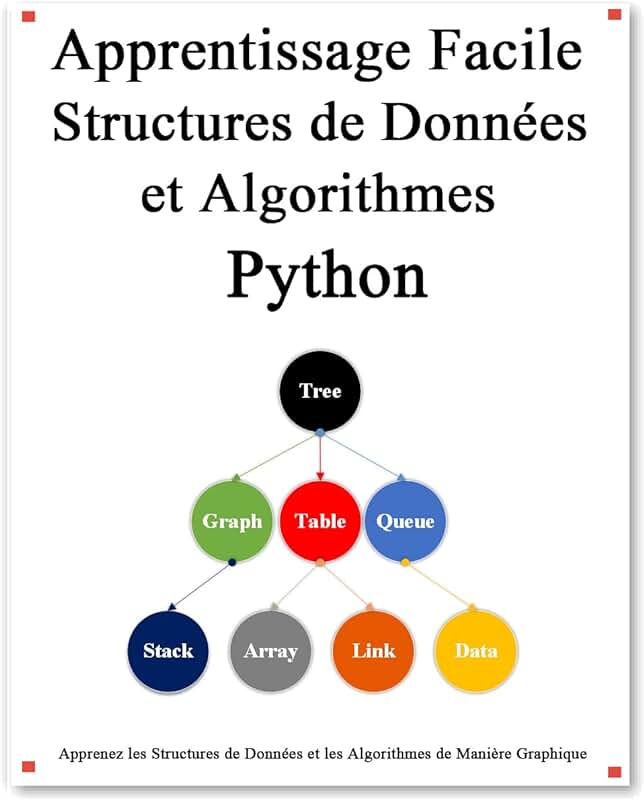 Apprentissage Facile
Structures de Données
et Algorithmes
Python
Tree
Graph Table Queue
Stack Array Link Data
Apprenez les Structures de Données et les Algorithmes de Manière Graphique